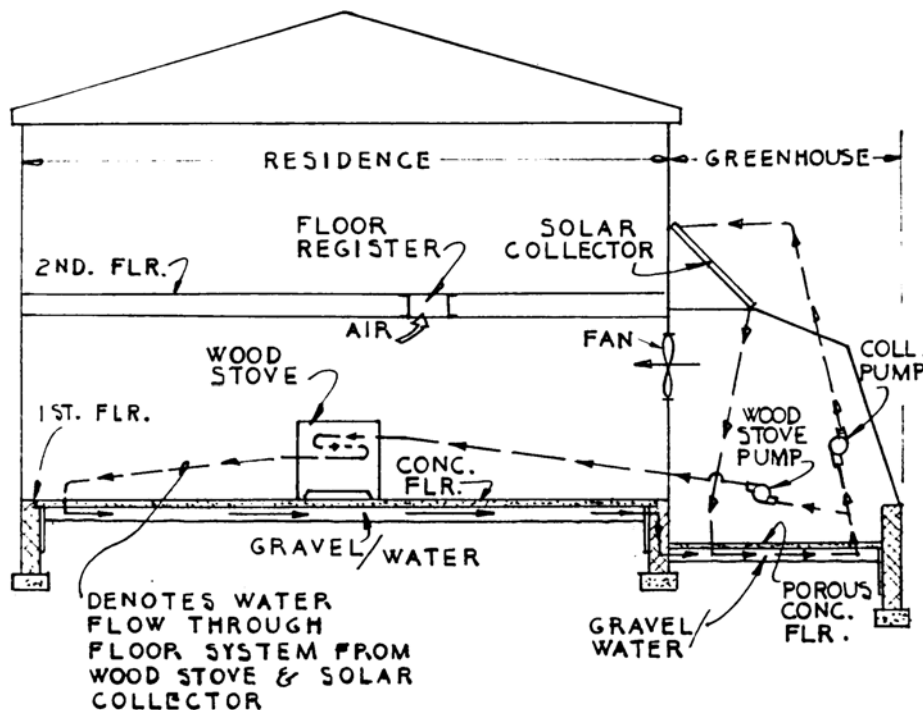 RESIDENCE
GREENHOUSE
FLOOR
REGISTER
SOLAR
COLLECTOR
2ND. FLR.
AIR
FAN
WOOD
STOVE
COLL.
PUMP
1ST. FLR.
WOOD
STOVE
PUMP
CONC.
FLR.
GRAVEL/WATER
DENOTES WATER
FLOW THROUGH
FLOOR SYSTEM FROM
WOOD STOVE & SOLAR
COLLECTOR
GRAVEL/
WATER
POROUS
CONC.
FLR.